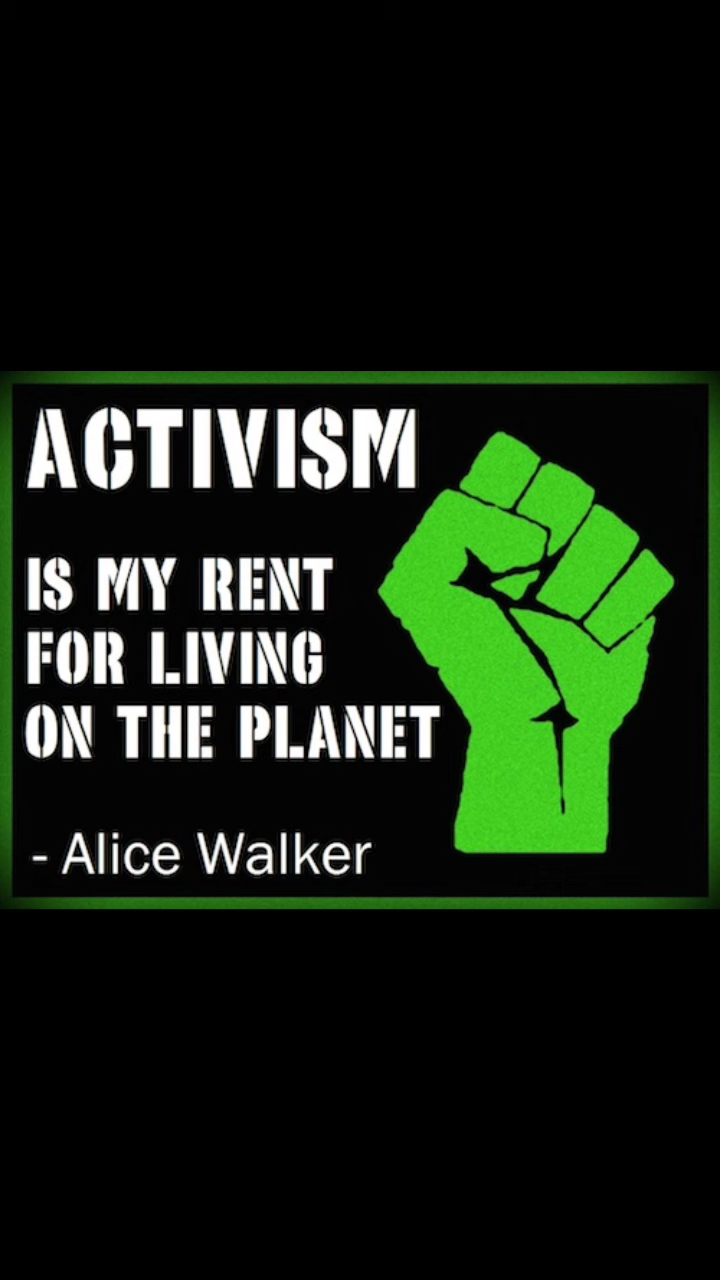 ACTIVISM
IS MY RENT
FOR LIVING
ON THE PLANET
- Alice Walker